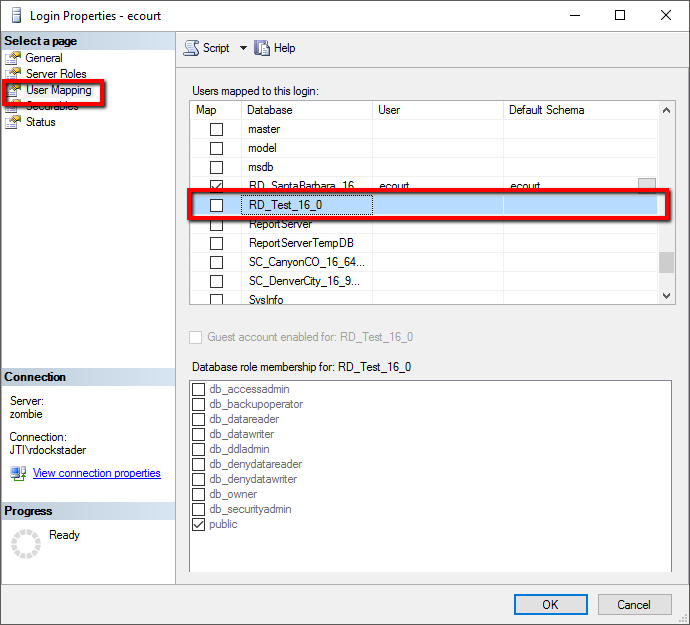 Login Properties - ecourt
Select a page
General
Server Roles
User Mapping
Securables
Status
Script
Help
Users mapped to this login:
Map Database User Default Schema
master
model
msdb
RD_SantaBarbara_16... ecourt ecourt
RD_Test_16_0
ReportServer
ReportServerTempDB
SC_CanyonCO_16_64...
SC_DenverCity_16_9...
SysInfo
Guest account enabled for: RD_Test_16_0
Database role membership for: RD_Test_16_0
db_accessadmin
db_backupoperator
db_datareader
db_datawriter
db_ddladmin
db_denydatareader
db_denydatawriter
db_owner
db_securityadmin
public
Connection
Server:
zombie
Connection:
JTI\rdockstader
View connection properties
Progress
Ready
OK
Cancel